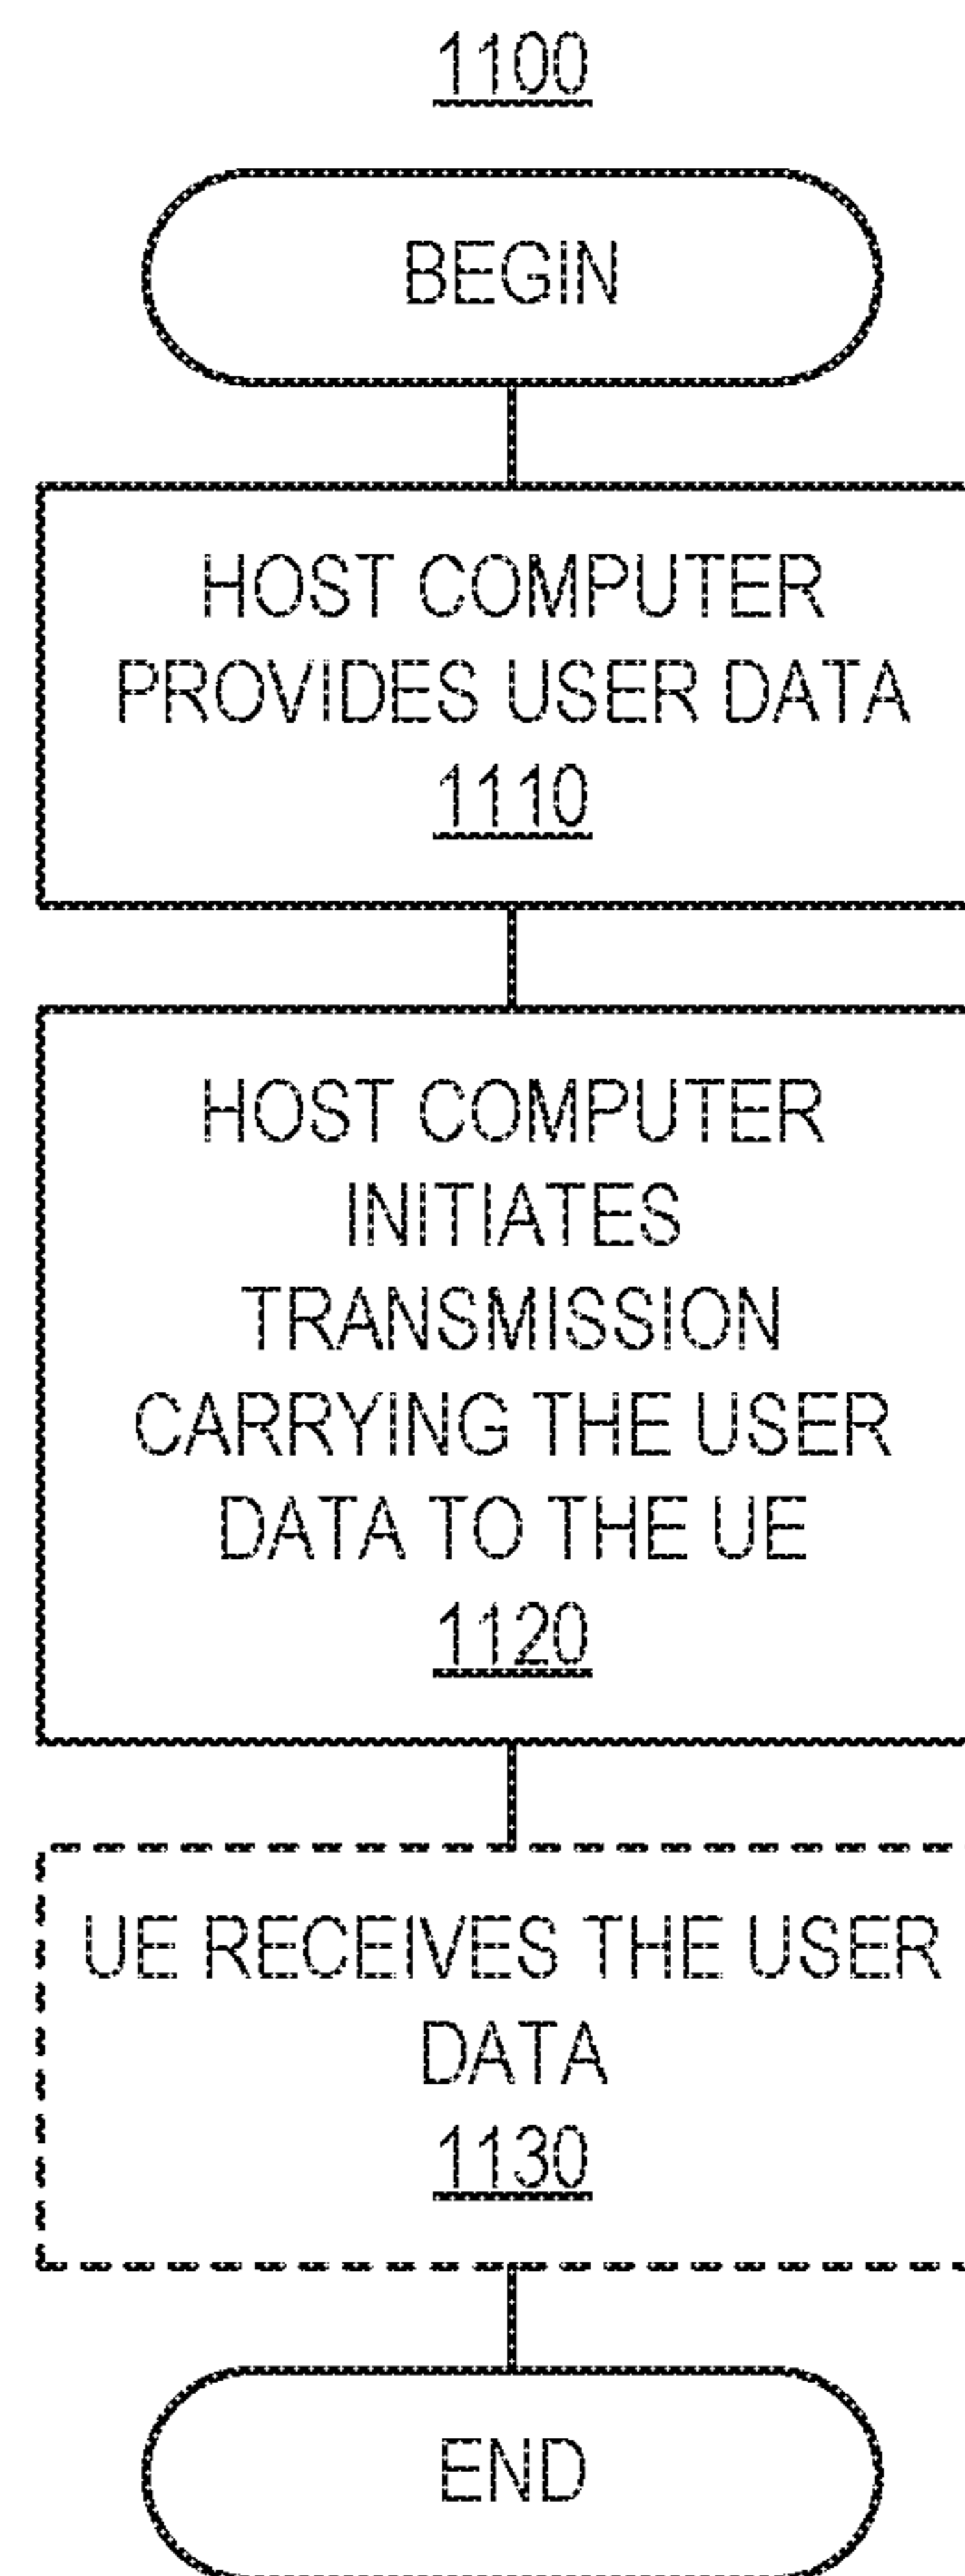 1100
BEGIN
HOST COMPUTER
PROVIDES USER DATA
1110
HOST COMPUTER
INITIATES
TRANSMISSION
CARRYING THE USER
DATA TO THE UE
1120
UE RECEIVES THE USER
DATA
1130
END